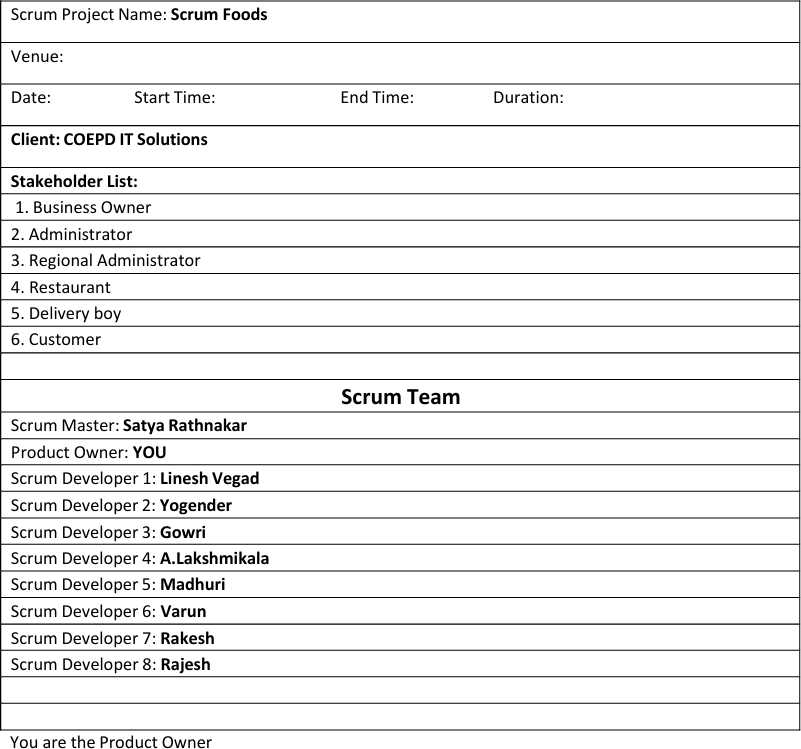 Scrum Project Name: Scrum Foods
Venue:
Date: Start Time: End Time: Duration:
Client: COEPD IT Solutions
Stakeholder List:
1. Business Owner
2. Administrator
3. Regional Administrator
4. Restaurant
5. Delivery boy
6. Customer
Scrum Team
Scrum Master: Satya Rathnakar
Product Owner: YOU
Scrum Developer 1: Linesh Vegad
Scrum Developer 2: Yogender
Scrum Developer 3: Gowri
Scrum Developer 4: A.Lakshmikala
Scrum Developer 5: Madhuri
Scrum Developer 6: Varun
Scrum Developer 7: Rakesh
Scrum Developer 8: Rajesh
You are the Product Owner